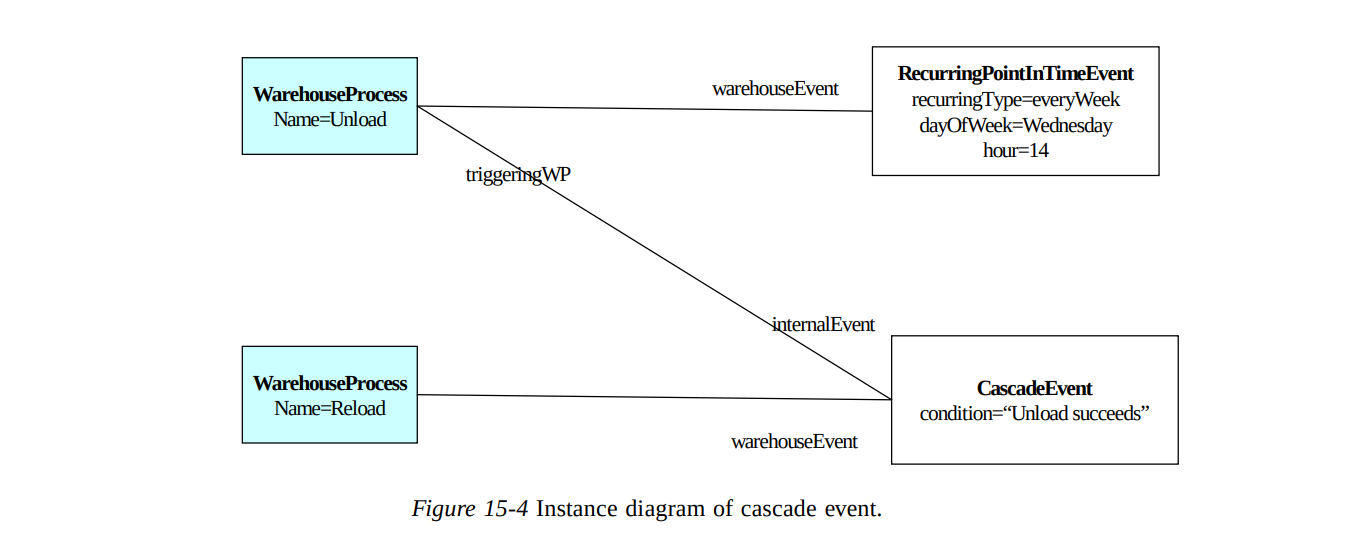 WarehouseProcess
Name=Unload
warehouseEvent
RecurringPointInTimeEvent
recurringType=everyWeek
dayOfWeek=Wednesday
hour=14
triggeringWP
internalEvent
WarehouseProcess
Name=Reload
CascadeEvent
condition=“Unload succeeds”
warehouseEvent
Figure 15-4 Instance diagram of cascade event.